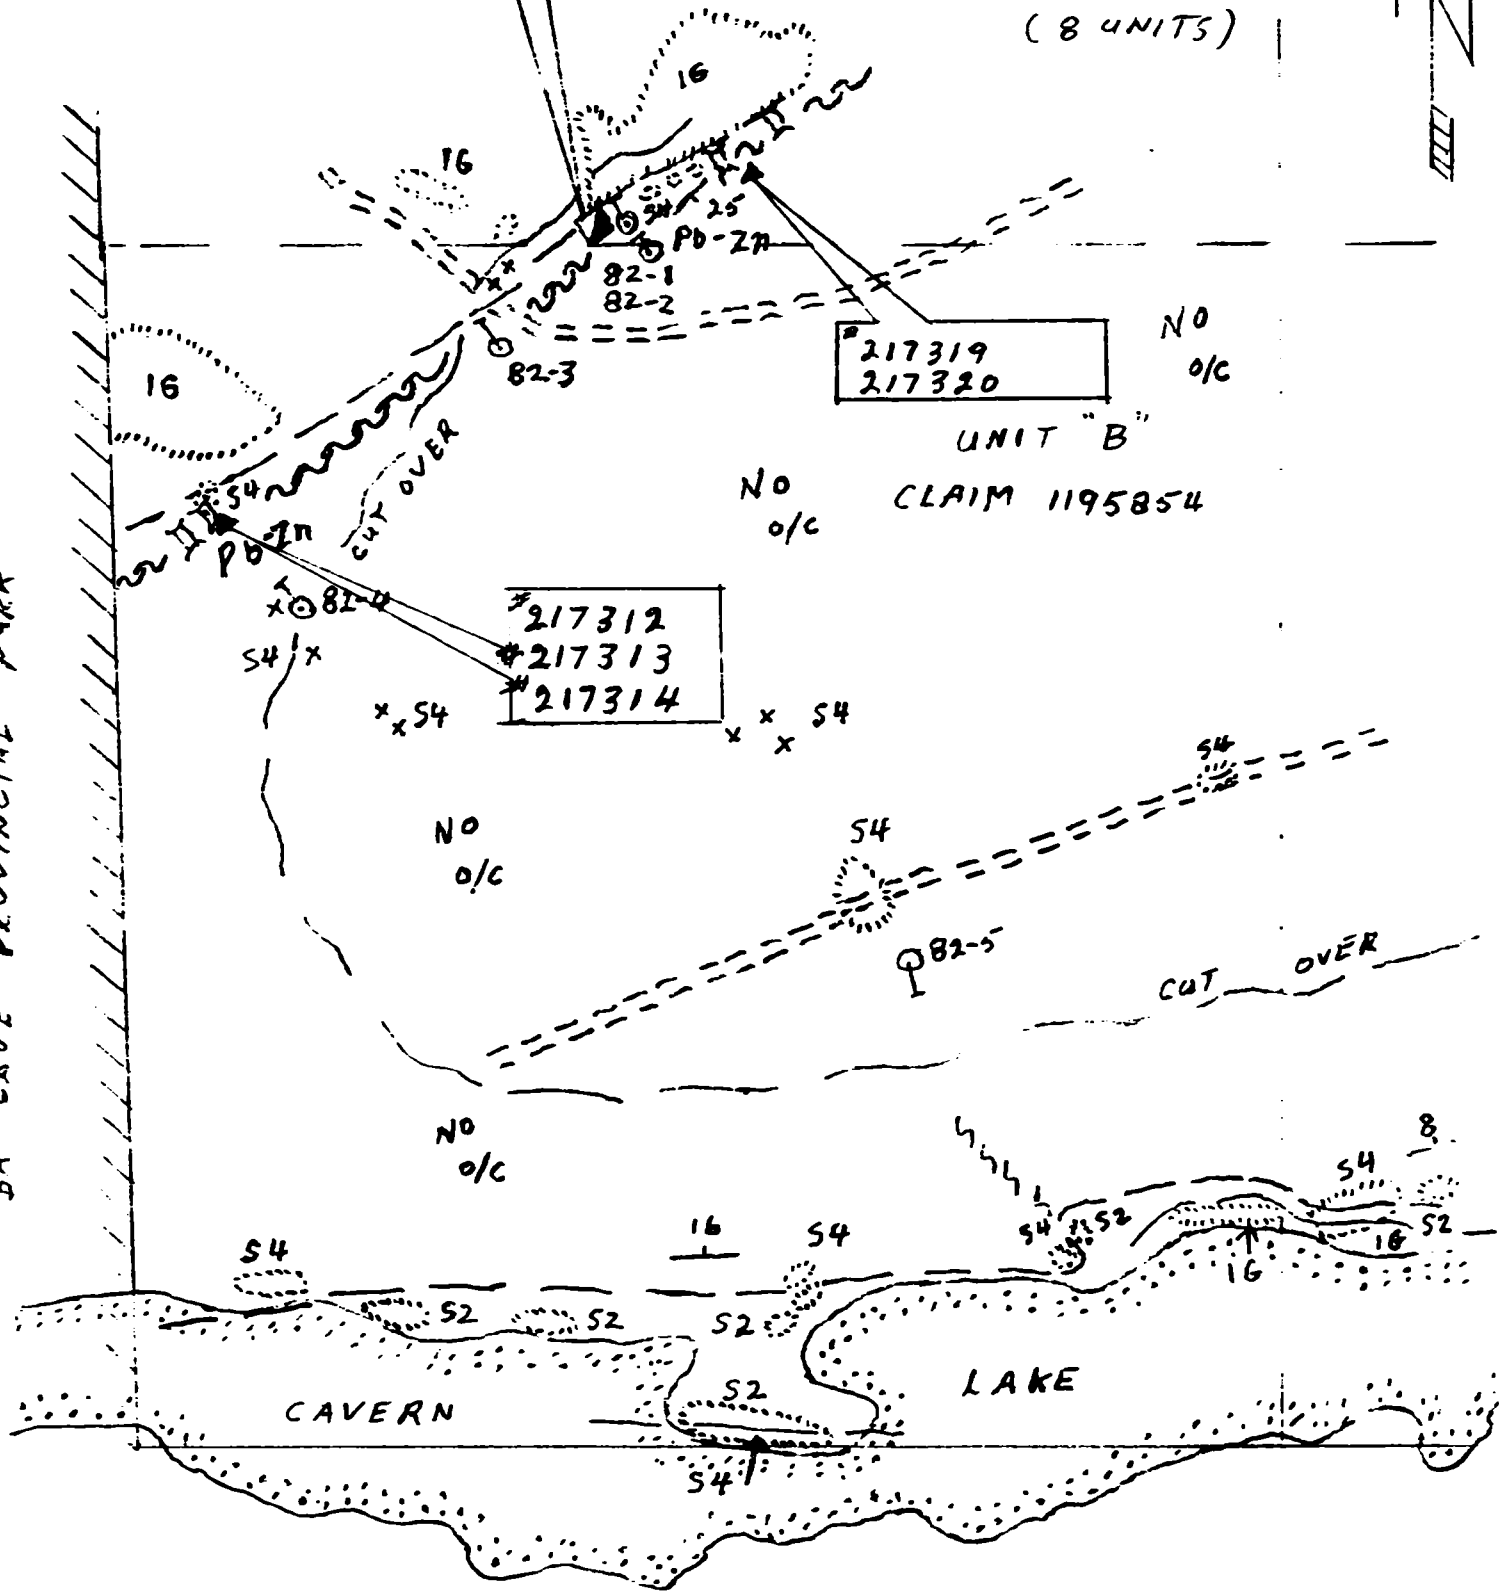 ( 8 UNITS)
16
16
S4 25
Pb-Zn
82-1
82-2
NO
O/C
# 217319
217320
82-3
16
UNIT "B"
CUT OVER
NO
O/C
CLAIM 1195854
S4
Pb-Zn
82-4
# 217312
# 217313
# 217314
S4
S4
S4
S4
NO
O/C
S4
82-5
CUT OVER
PROVINCIAL PARK
NO
O/C
8
S4
16
S4
S4
S2
S4
S2
16
16
S2
S2
S2
CAVERN
LAKE
S2
S4